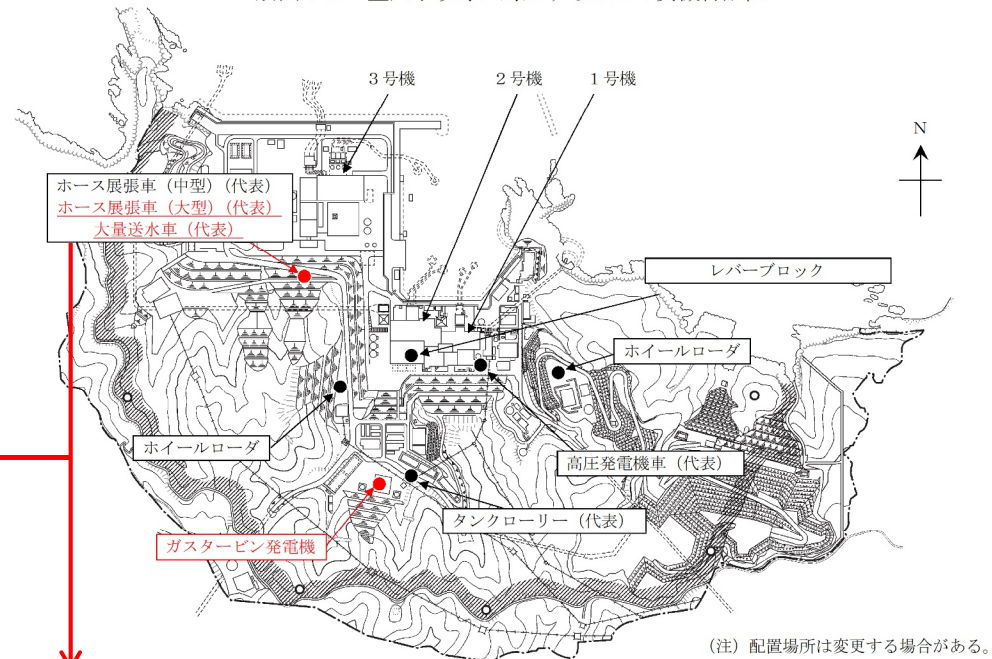 3号機
2号機
1号機
N
ホース展張車（中型）（代表）
ホース展張車（大型）（代表）
大量送水車（代表）
レバーブロック
ホイールローダ
ホイールローダ
高圧発電機車（代表）
タンクローリー（代表）
ガスタービン発電機
（注）配置場所は変更する場合がある。